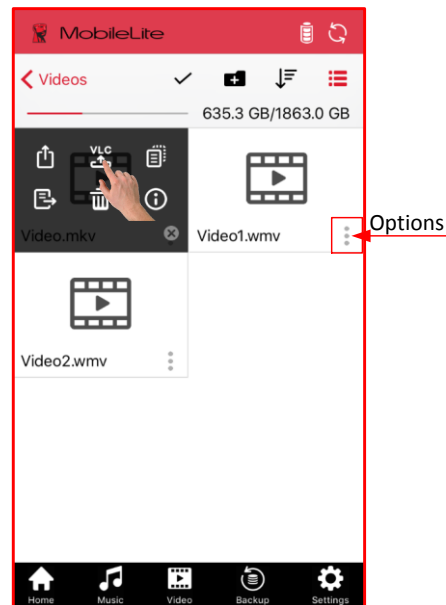 MobileLite
Videos
635.3 GB/1863.0 GB
VLC
Video.mkv
Video1.wmv
Options
Video2.wmv
Home Music Video Backup Settings